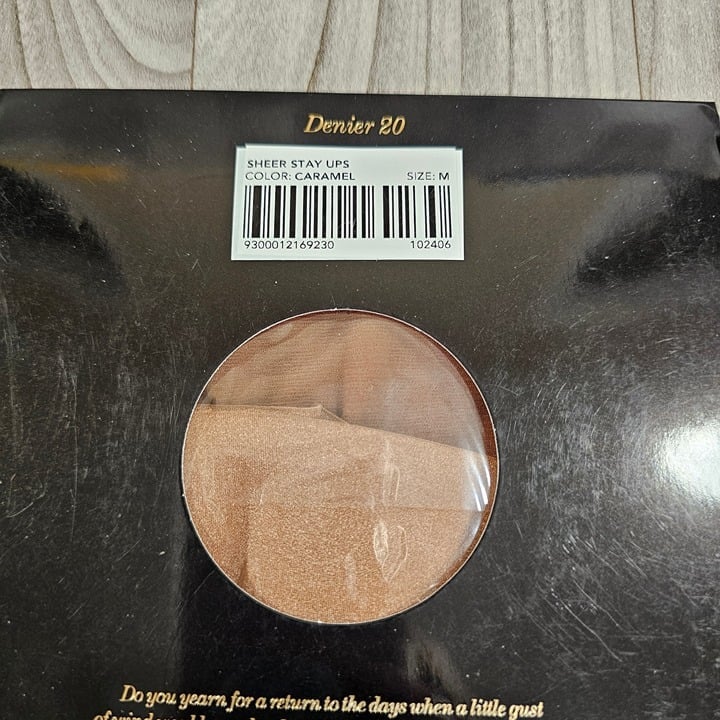 Denier 20
SHEER STAY UPS
COLOR: CARAMEL SIZE: M
9300012169230 102406
Do you yearn for a return to the days when a little gust